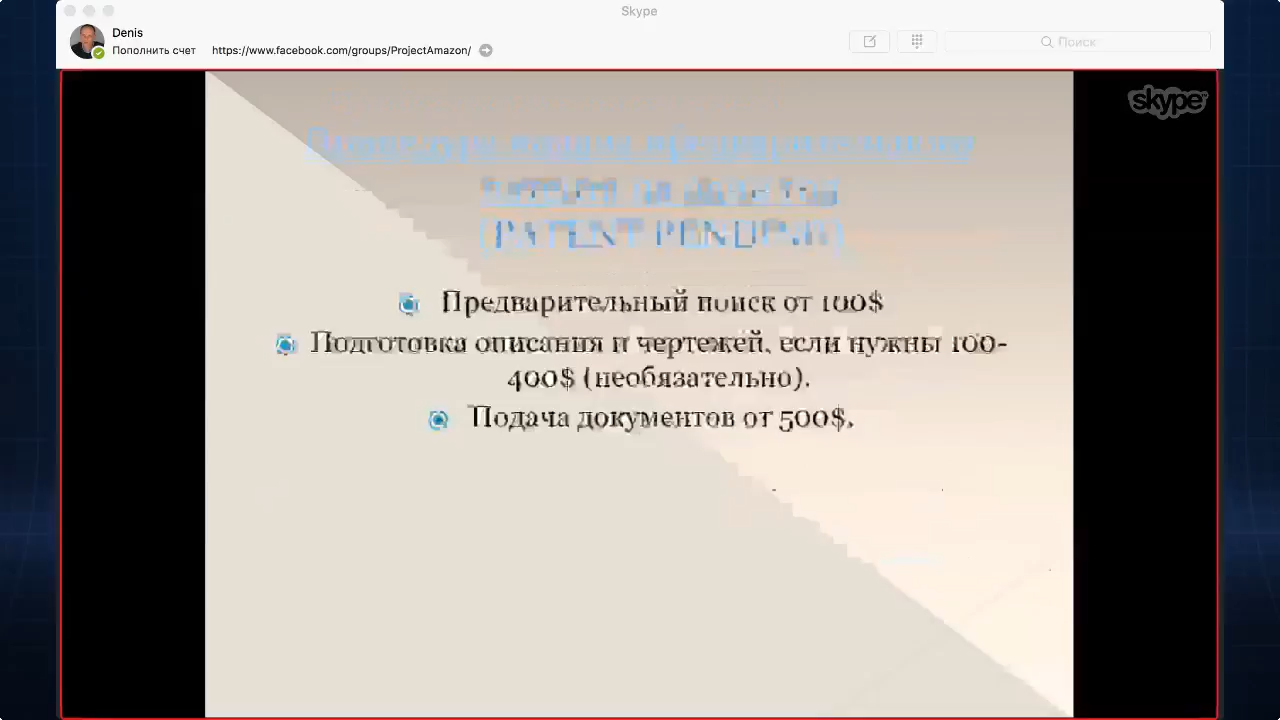 Skype
Denis
Пополнить счет https://www.facebook.com/groups/ProjectAmazon/
Поиск
skype
(PATENT PENDING)
Предварительный поиск от 100$
Подготовка описания и чертежей, если нужны 100-
400$ (необязательно).
Подача документов от 500$.